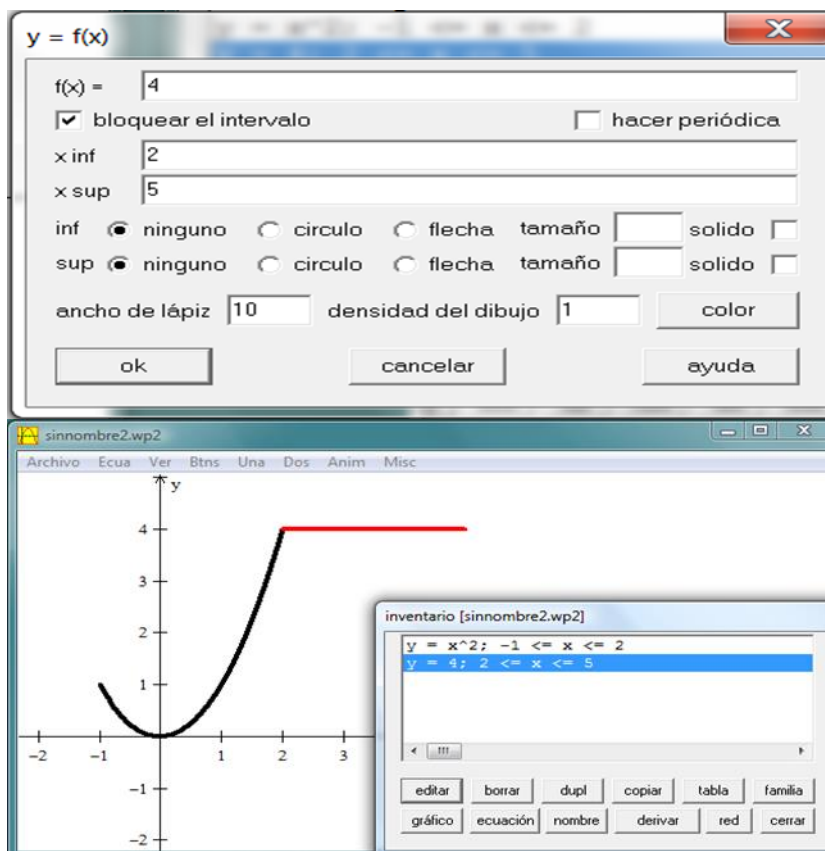 y = x^2; -1 <= x <= 2
y = f(x)
f(x) = 4
bloquear el intervalo hacer periódica
x inf 2
x sup 5
inf ninguno circulo flecha tamaño solido
sup ninguno circulo flecha tamaño solido
ancho de lápiz 10 densidad del dibujo 1 color
ok cancelar ayuda
sinnombre2.wp2
Archivo Ecua Ver Btns Una Dos Anim Misc
y
4
3
2
1
-2 -1 1 2 3
-1
-2
inventario [sinnombre2.wp2]
y = x^2; -1 <= x <= 2
y = 4; 2 <= x <= 5
editar borrar dupl copiar tabla familia
gráfico ecuación nombre derivar red cerrar